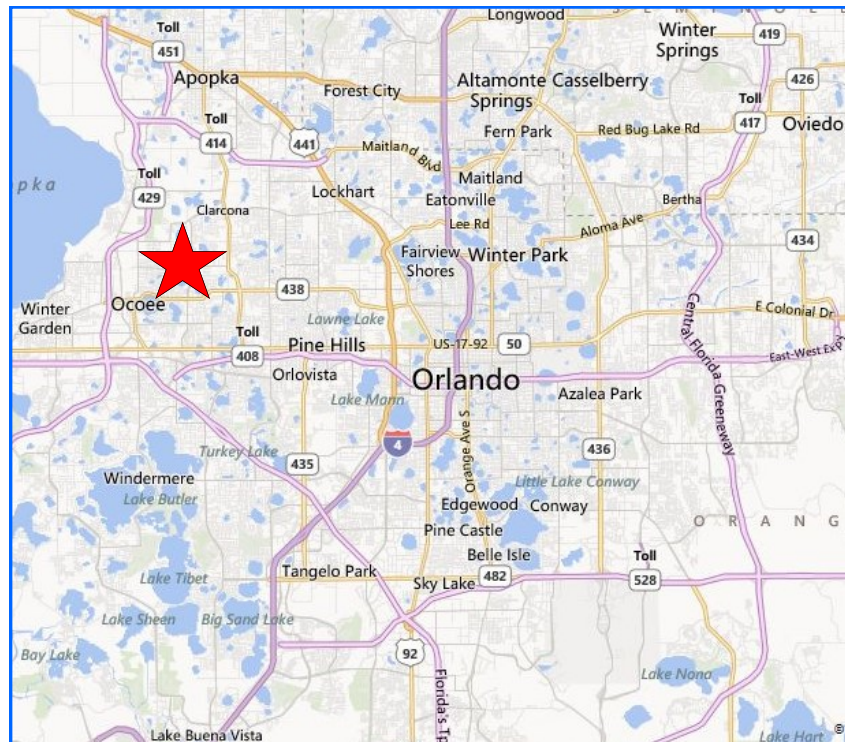 Longwood
S E M I N O L E
Winter
Springs
419
Toll
451
Apopka
Forest City
Altamonte
Springs
Casselberry
426
Toll
417
Oviedo
Fern Park
Red Bug Lake Rd
Toll
414
441
Maitland Blvd
Maitland
pka
Toll
429
Lockhart
Eatonville
Bertha
Clarcona
Lee Rd
Aloma Ave
434
Fairview
Shores
Winter Park
438
Ocoee
Winter
Garden
Lawne Lake
E Colonial Dr
Toll
408
Pine Hills
US-17-92
50
East-West Exp
Central Florida Greeneway
Orlovista
Orlando
Azalea Park
Lake Mann
Orange Ave S
4
Turkey Lake
435
436
Windermere
Lake Butler
Little Lake Conway
Edgewood
Conway
O R A N G
Pine Castle
Belle Isle
Toll
528
Lake Tibet
Tangelo Park
Sky Lake
482
Lake Sheen
Big Sand Lake
Bay Lake
92
Lake Nona
Florida's Tp
Lake Buena Vista
Lake Hart
©